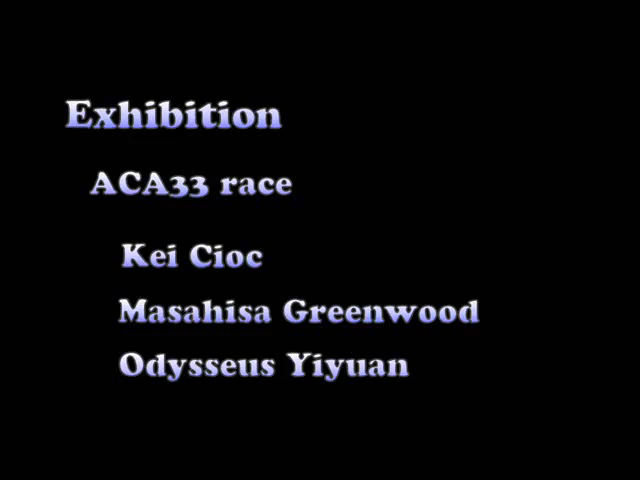 Exhibition
ACA33 race
Kei Cioc
Masahisa Greenwood
Odysseus Yiyuan